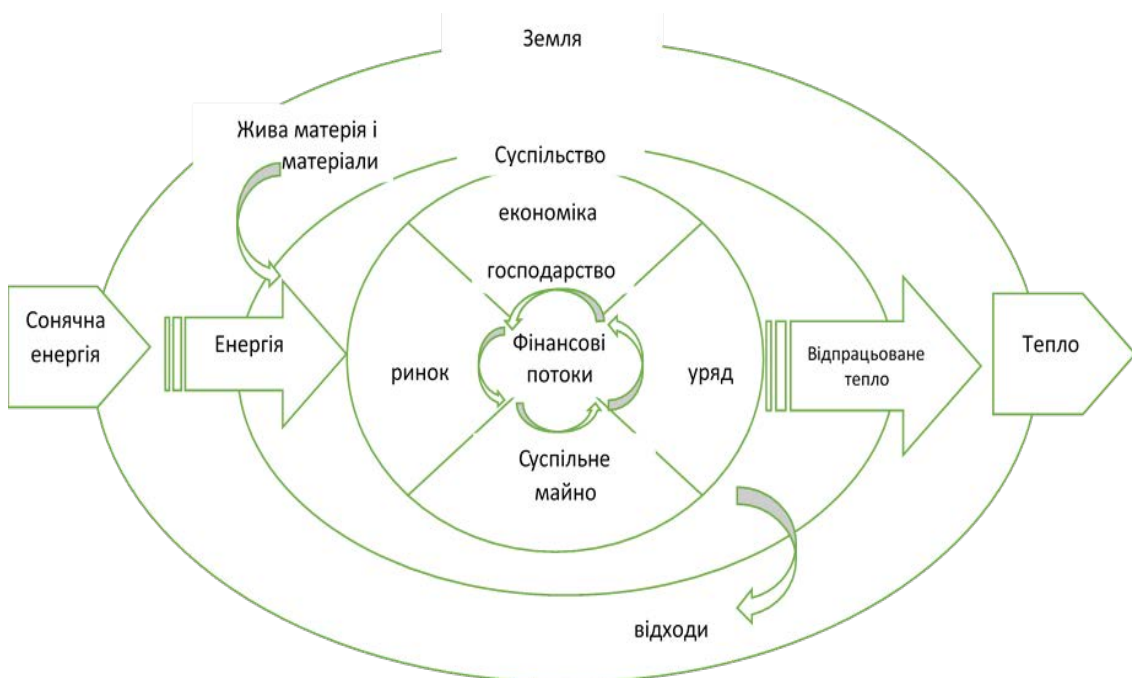 Земля
Жива матерія і
матеріали
Суспільство
економіка
господарство
Сонячна
енергія
Енергія
ринок
Фінансові
потоки
уряд
Відпрацьоване
тепло
Тепло
Суспільне
майно
відходи